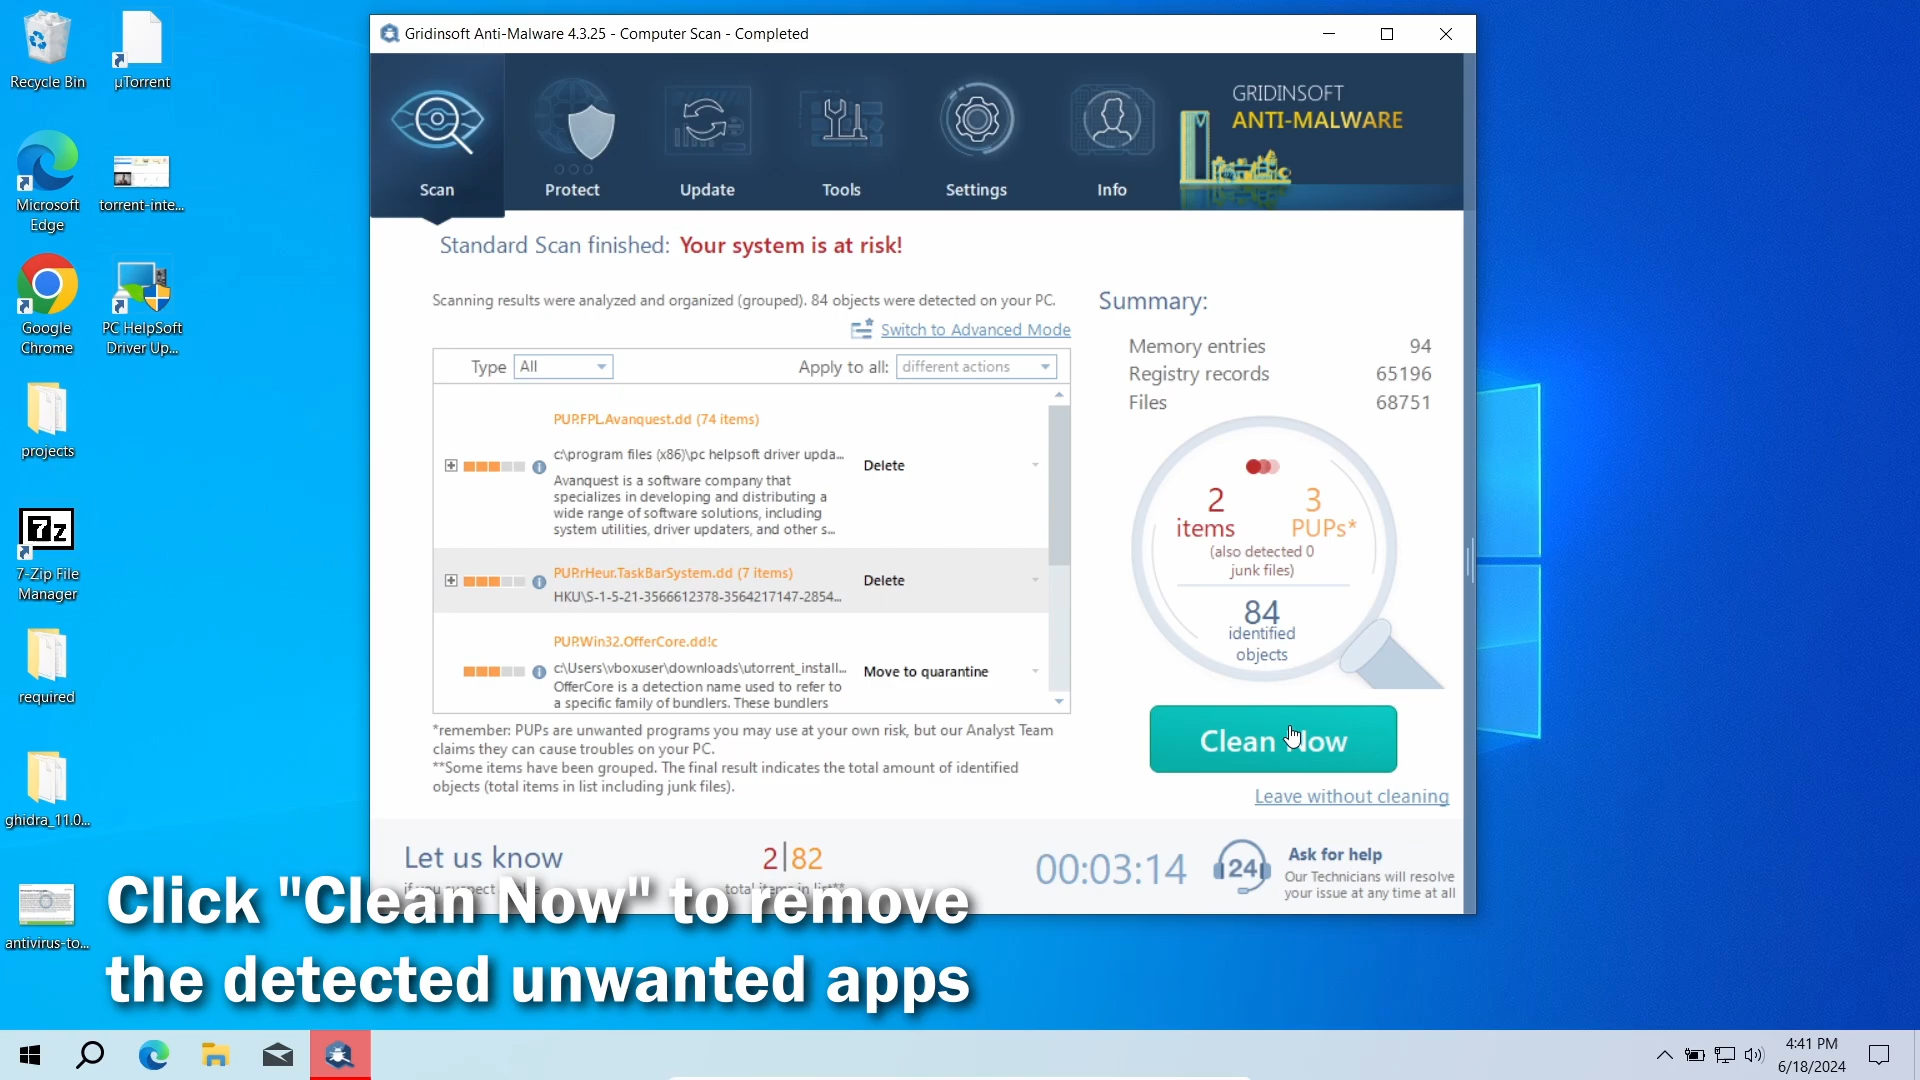 Recycle Bin
µTorrent
Microsoft
Edge
torrent-inte...
Google
Chrome
PC HelpSoft
Driver Up...
projects
7z
7-Zip File
Manager
required
ghidra_11.0...
antivirus-to...
Gridinsoft Anti-Malware 4.3.25 - Computer Scan - Completed
Scan
Protect
Update
Tools
Settings
Info
GRIDINSOFT
ANTI-MALWARE
Standard Scan finished: Your system is at risk!
Scanning results were analyzed and organized (grouped). 84 objects were detected on your PC.
Switch to Advanced Mode
Type All
Apply to all: different actions
PUP.FPL.Avanquest.dd (74 items)
c:\program files (x86)\pc helpsoft driver upda...
Delete
Avanquest is a software company that
specializes in developing and distributing a
wide range of software solutions, including
system utilities, driver updaters, and other s...
PUP.rHeur.TaskBarSystem.dd (7 items)
Delete
HKU\S-1-5-21-3566612378-3564217147-2854...
PUP.Win32.OfferCore.dd!c
c:\Users\vboxuser\downloads\utorrent_install...
Move to quarantine
OfferCore is a detection name used to refer to
a specific family of bundlers. These bundlers
*remember: PUPs are unwanted programs you may use at your own risk, but our Analyst Team
claims they can cause troubles on your PC.
**Some items have been grouped. The final result indicates the total amount of identified
objects (total items in list including junk files).
Summary:
Memory entries 94
Registry records 65196
Files 68751
2
items
3
PUPs*
(also detected 0
junk files)
84
identified
objects
Clean Now
Leave without cleaning
Let us know
2|82
total items in list**
00:03:14
24
Ask for help
Our Technicians will resolve
your issue at any time at all
Click "Clean Now" to remove
the detected unwanted apps
4:41 PM
6/18/2024